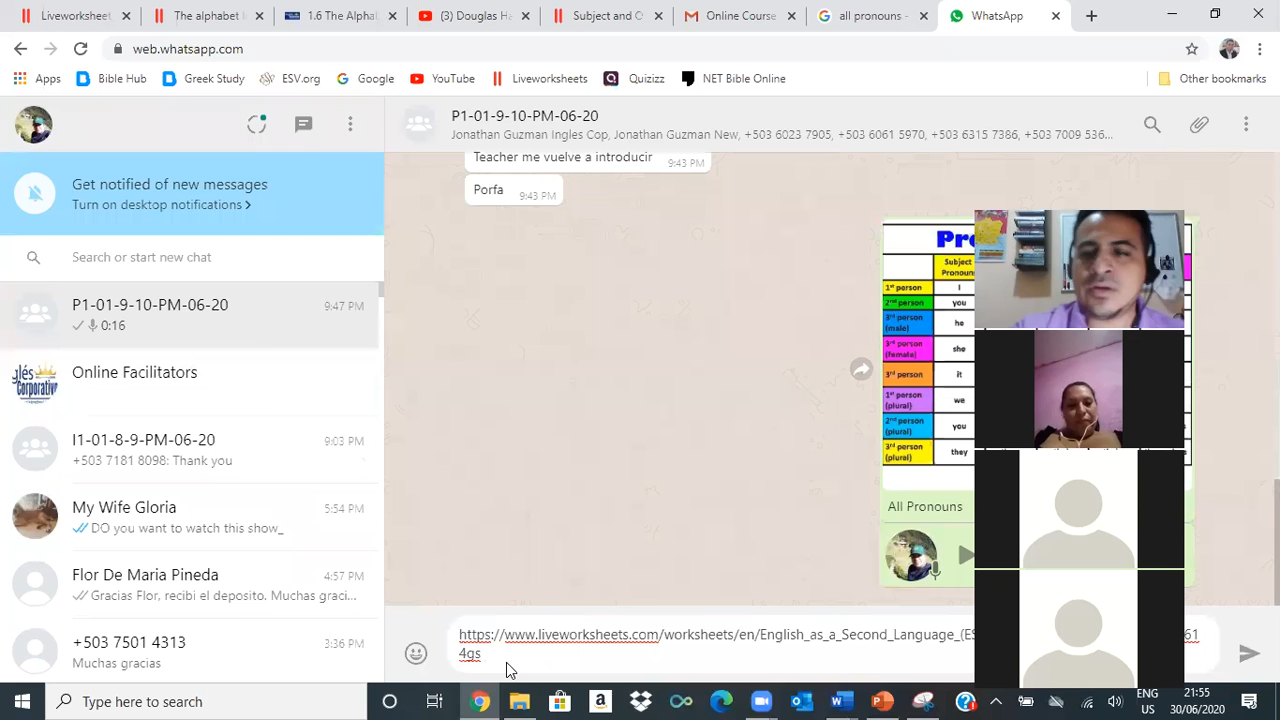 Liveworksheets.
The alphabet
1.6 The Alpha
(3) Douglas Ha
Subject and O
Online Course
all pronouns -
WhatsApp
web.whatsapp.com
Apps
Bible Hub
Greek Study
ESV.org
Google
YouTube
Liveworksheets
Quizizz
NET Bible Online
Other bookmarks
P1-01-9-10-PM-06-20
Jonathan Guzman Ingles Cop, Jonathan Guzman New, +503 6023 7905, +503 6061 5970, +503 6315 7386, +503 7009 536...
Get notified of new messages
Turn on desktop notifications
Search or start new chat
P1-01-9-10-PM-06-20 9:47 PM
0:16
Online Facilitators
glés
Corporativo
I1-01-8-9-PM-06-20 9:03 PM
+503 7181 8098: Thank you
My Wife Gloria 5:54 PM
DO you want to watch this show_
Flor De Maria Pineda 4:57 PM
Gracias Flor, recibi el deposito. Muchas graci...
+503 7501 4313 3:36 PM
Muchas gracias
Teacher me vuelve a introducir 9:43 PM
Porfa 9:43 PM
Pro
Subject
Pronouns
1st person I
2nd person you
3rd person (male) he
3rd person (female) she
3rd person it
1st person (plural) we
2nd person (plural) you
3rd person (plural) they
All Pronouns
https://www.liveworksheets.com/worksheets/en/English_as_a_Second_Language_(ES
61
4gs
Type here to search
ENG
US
21:55
30/06/2020